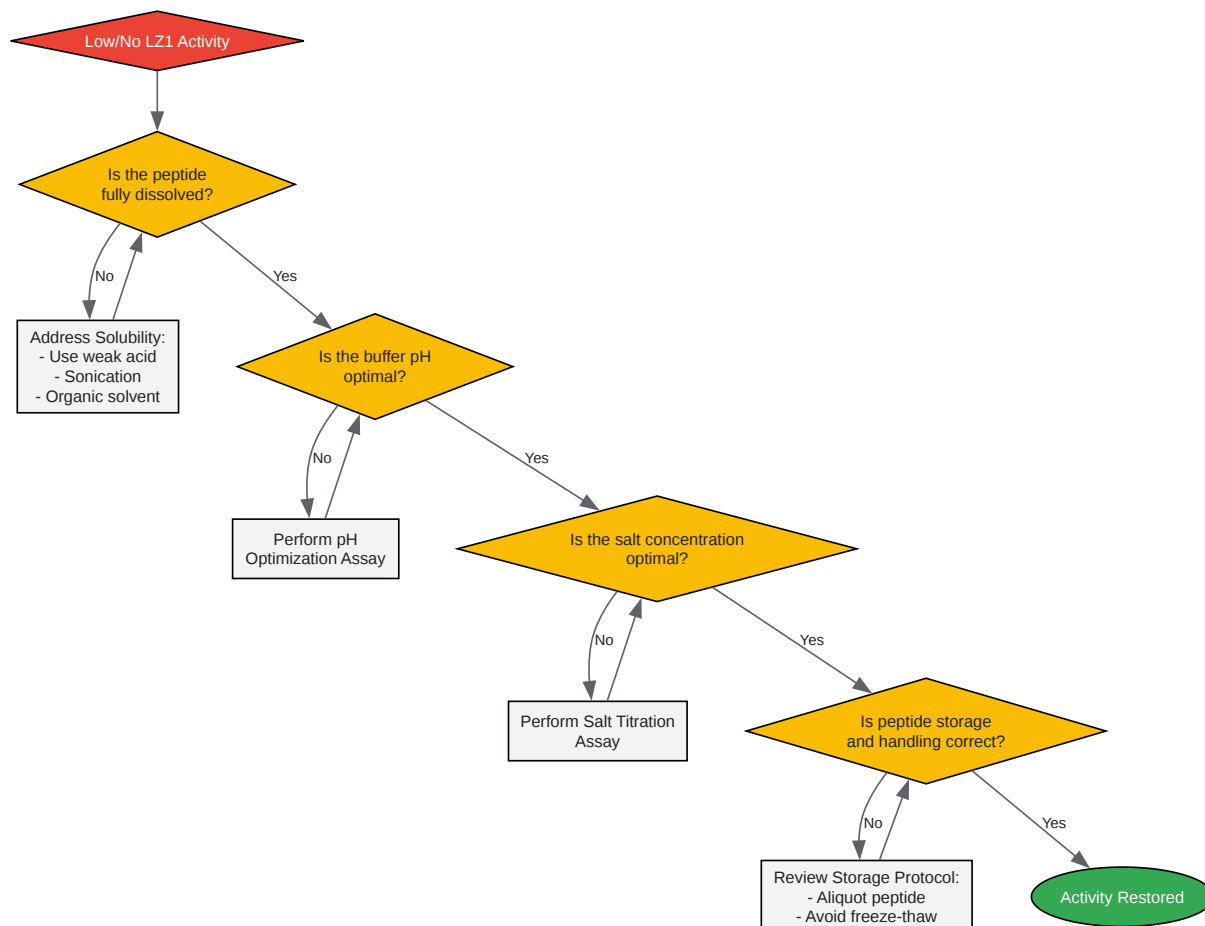 Low/No LZ1 Activity
Is the peptide
fully dissolved?
No
Yes
Address Solubility:
- Use weak acid
- Sonication
- Organic solvent
Is the buffer pH
optimal?
No
Yes
Perform pH
Optimization Assay
Is the salt concentration
optimal?
No
Yes
Perform Salt Titration
Assay
Is peptide storage
and handling correct?
No
Yes
Review Storage Protocol:
- Aliquot peptide
- Avoid freeze-thaw
Activity Restored